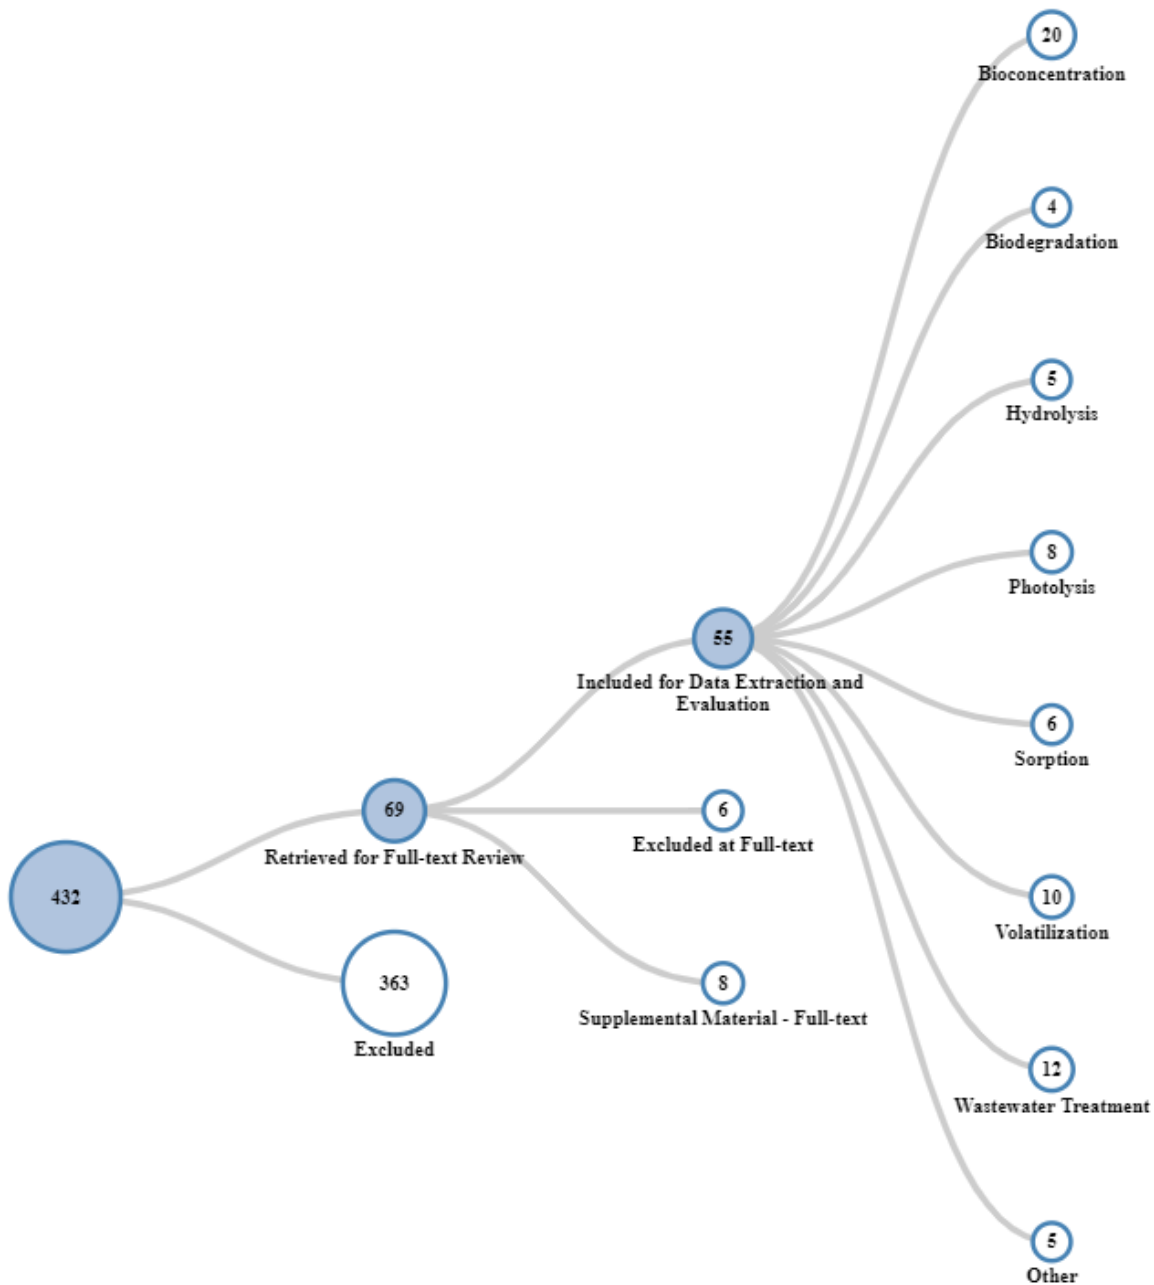 20
Bioconcentration
4
Biodegradation
5
Hydrolysis
8
Photolysis
55
Included for Data Extraction and
Evaluation
6
Sorption
69
Retrieved for Full-text Review
6
Excluded at Full-text
432
10
Volatilization
363
Excluded
8
Supplemental Material - Full-text
12
Wastewater Treatment
5
Other